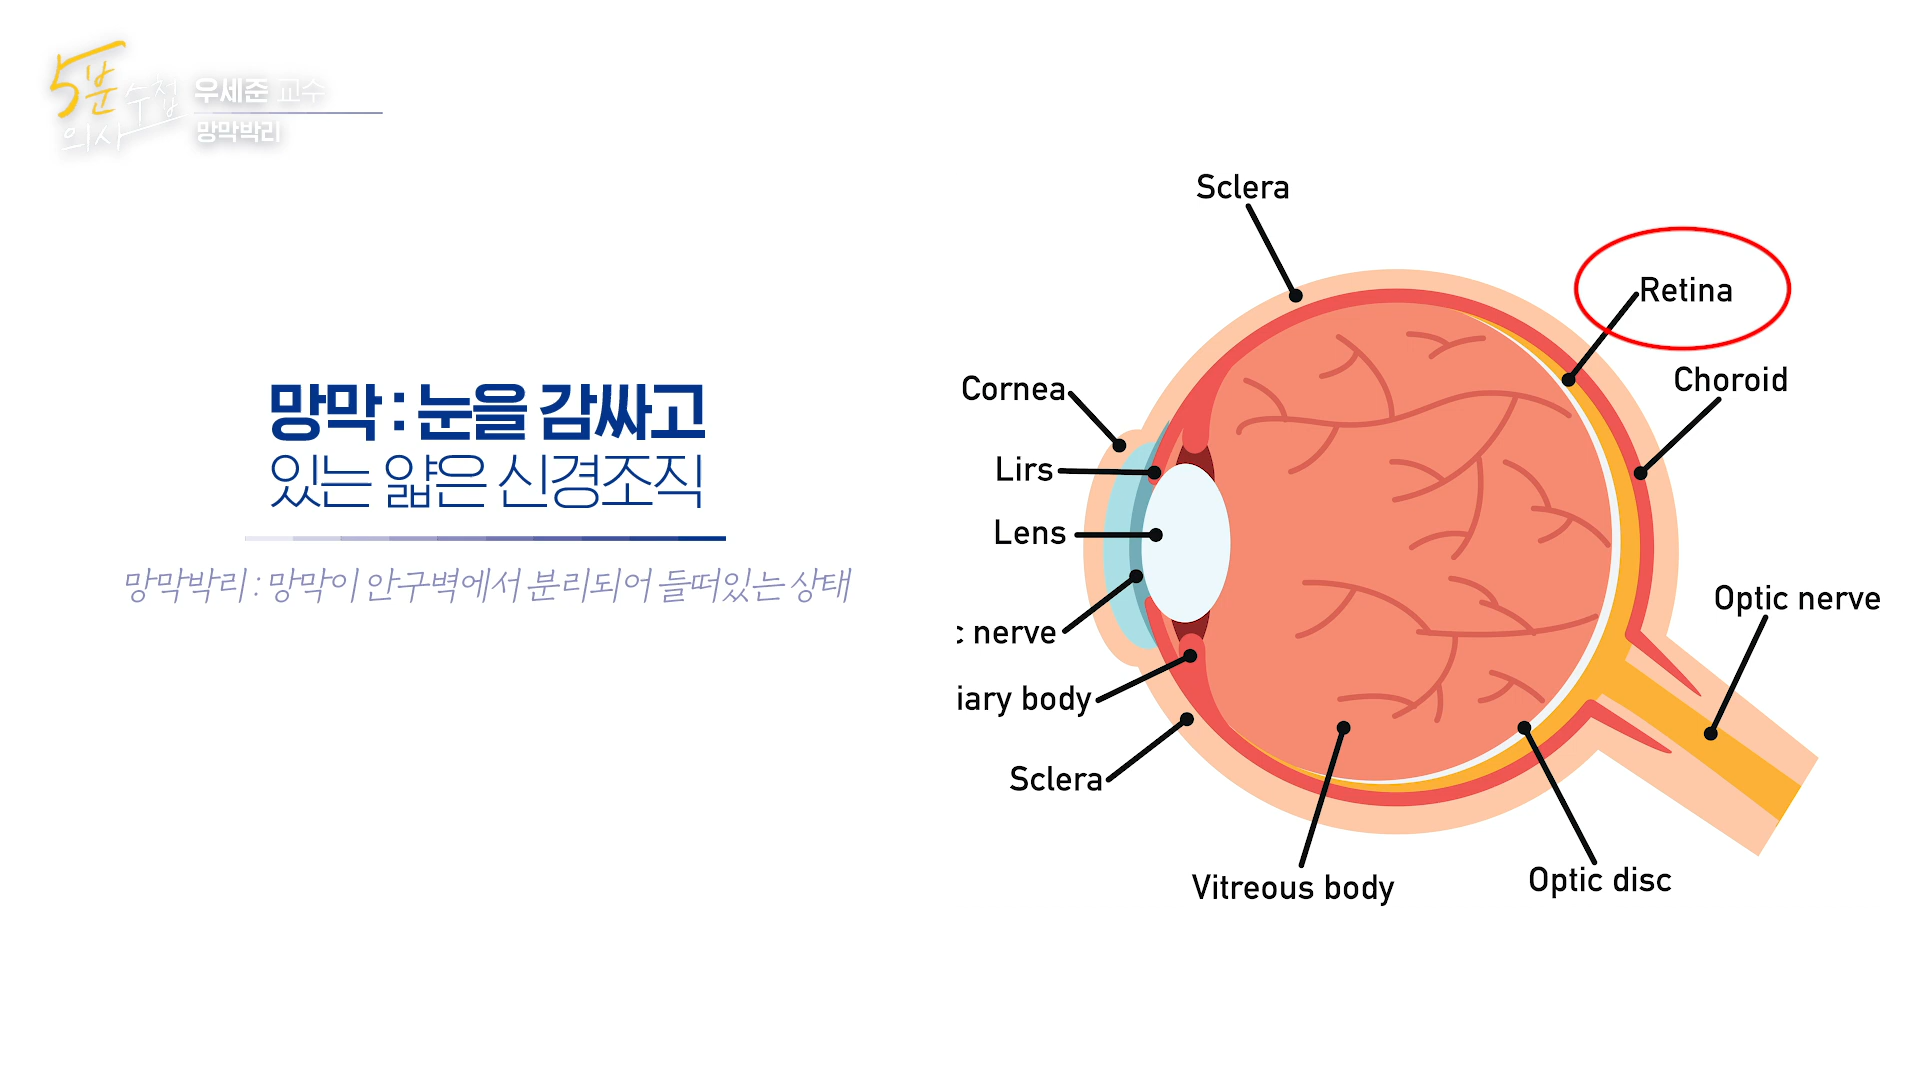 5분
의사수첩
우세준 교수
망막박리
망막 : 눈을 감싸고
있는 얇은 신경조직
망막박리 : 망막이 안구벽에서 분리되어 들떠있는 상태
Sclera
Retina
Choroid
Cornea
Lirs
Lens
Optic nerve
c nerve
iary body
Sclera
Vitreous body
Optic disc